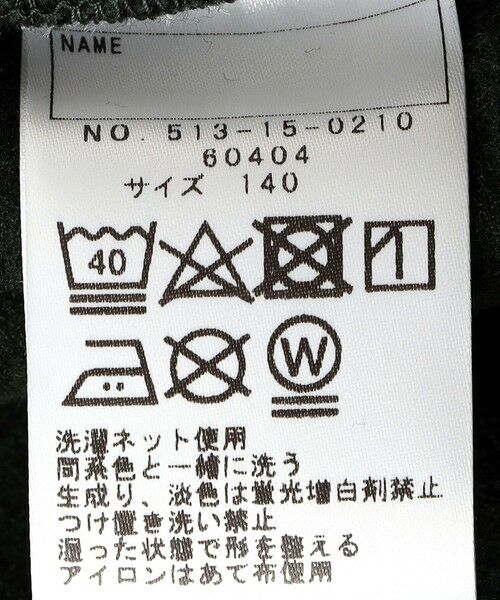 NAME
NO. 513-15-0210
60404
サイズ 140
40
W
洗濯ネット使用
同系色と一緒に洗う
生成り、淡色は蛍光増白剤禁止
つけ置き洗い禁止
湿った状態で形を整える
アイロンはあて布使用